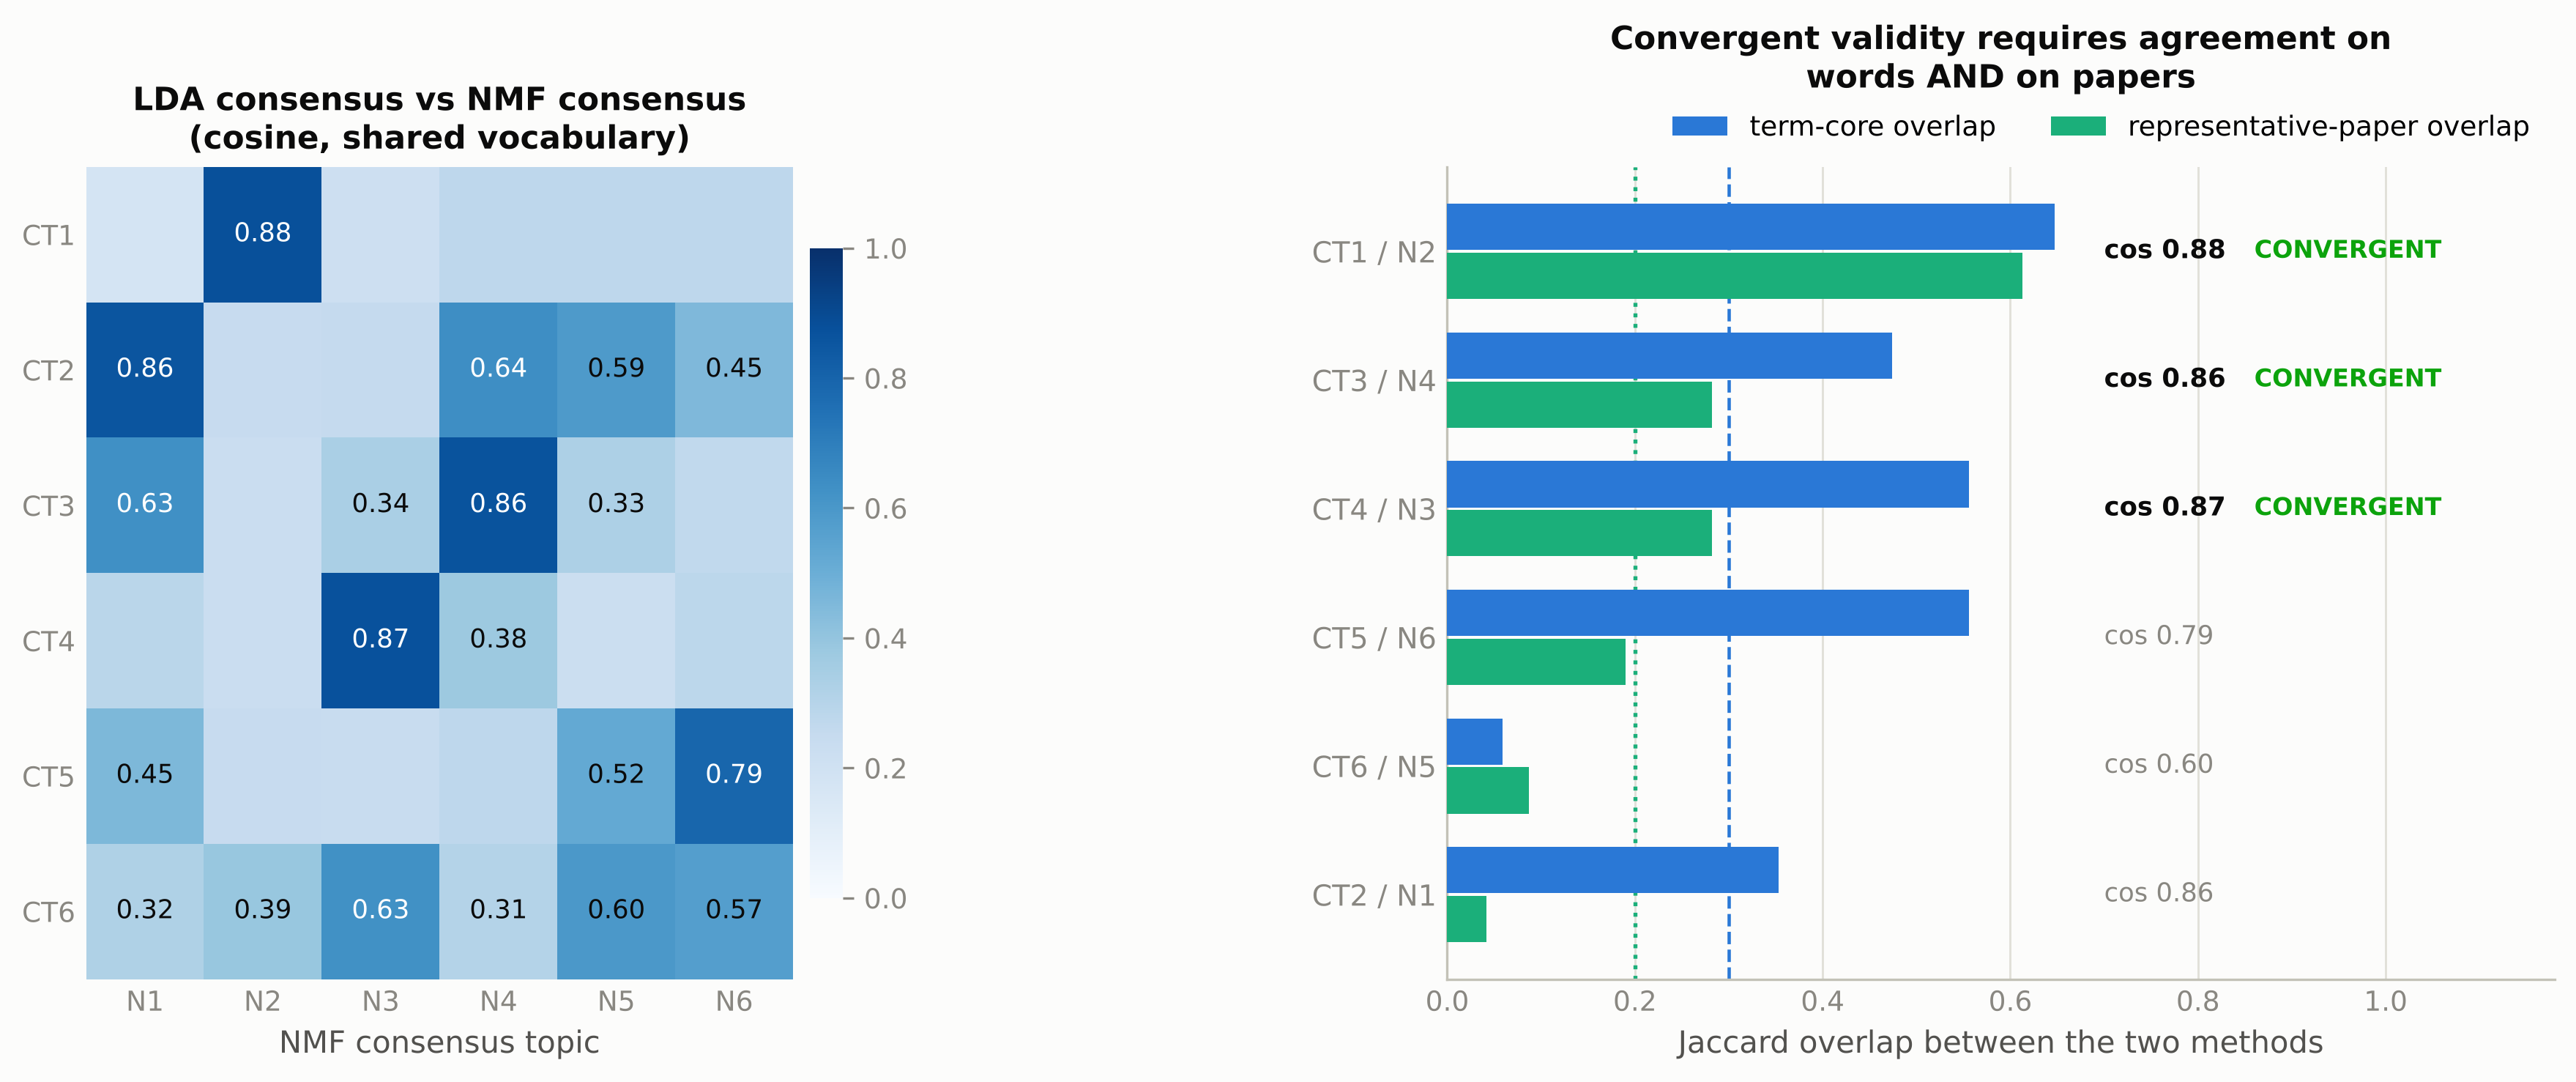 LDA consensus vs NMF consensus
(cosine, shared vocabulary)
CT1
0.88
CT2
0.86
0.64
0.59
0.45
CT3
0.63
0.34
0.86
0.33
CT4
0.87
0.38
CT5
0.45
0.52
0.79
CT6
0.32
0.39
0.63
0.31
0.60
0.57
N1
N2
N3
N4
N5
N6
NMF consensus topic
1.0
0.8
0.6
0.4
0.2
0.0
Convergent validity requires agreement on
words AND on papers
term-core overlap
representative-paper overlap
CT1 / N2
cos 0.88
CONVERGENT
CT3 / N4
cos 0.86
CONVERGENT
CT4 / N3
cos 0.87
CONVERGENT
CT5 / N6
cos 0.79
CT6 / N5
cos 0.60
CT2 / N1
cos 0.86
0.0
0.2
0.4
0.6
0.8
1.0
Jaccard overlap between the two methods